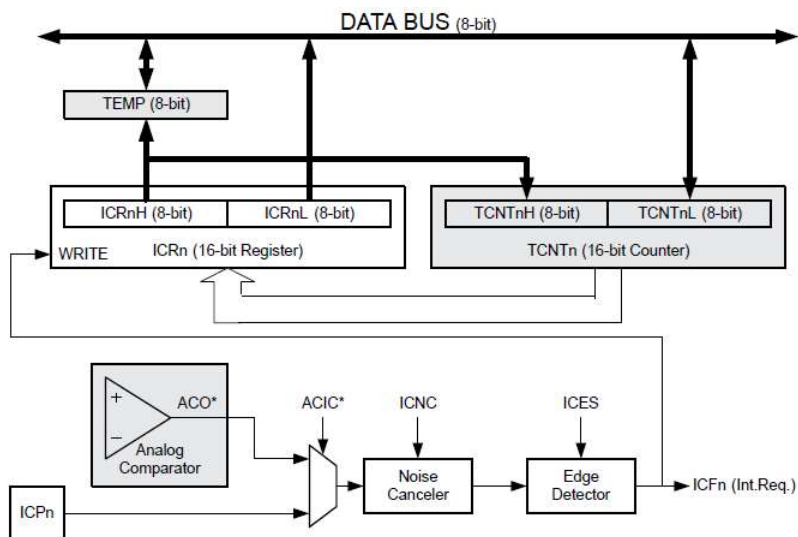 DATA BUS (8-bit)
TEMP (8-bit)
ICRnH (8-bit) ICRnL (8-bit) TCNTnH (8-bit) TCNTnL (8-bit)
WRITE ICRn (16-bit Register) TCNTn (16-bit Counter)
+ ACO* ACIC* ICNC ICES
−
Analog
Comparator
Noise
Canceler
Edge
Detector
ICFn (Int.Req.)
ICPn